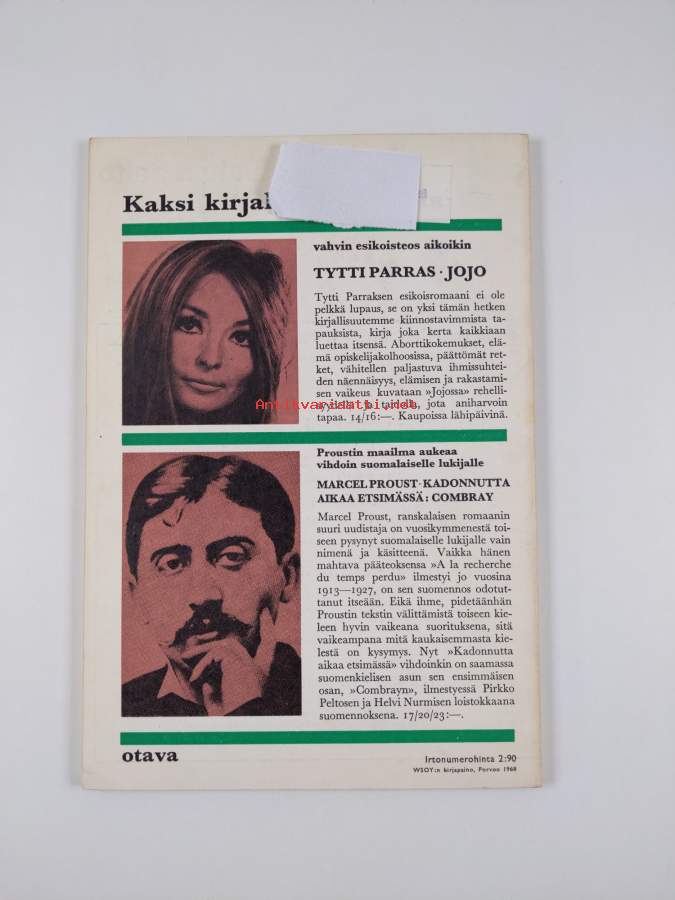 Kaksi kirjal
vahvin esikoisteos aikoikin
TYTTI PARRAS · JOJO
Tytti Parraksen esikoisromaani ei ole
pelkkä lupaus, se on yksi tämän hetken
kirjallisuutemme kiinnostavimmista ta-
pauksista, kirja joka kerta kaikkiaan
luettaa itsensä. Aborttikokemukset, elä-
mä opiskelijakolhoosissa, päättömät ret-
ket, vähitellen paljastuva ihmissuhtei-
den näennäisyys, elämisen ja rakastami-
sen vaikeus kuvataan »Jojossa» rehelli-
syydellä ja taidolla, jota aniharvoin
tapaa. 14/16:—. Kaupoissa lähipäivinä.
Antikvariaatti.net
Proustin maailma aukeaa
vihdoin suomalaiselle lukijalle
MARCEL PROUST · KADONNUTTA
AIKAA ETSIMÄSSÄ: COMBRAY
Marcel Proust, ranskalaisen romaanin
suuri uudistaja on vuosikymmenestä toi-
seen pysynyt suomalaiselle lukijalle vain
nimenä ja käsitteenä. Vaikka hänen
mahtava pääteoksensa »A la recherche
du temps perdu» ilmestyi jo vuosina
1913—1927, on sen suomennos odotut-
tanut itseään. Eikä ihme, pidetäänhän
Proustin tekstin välittämistä toiseen kie-
leen hyvin vaikeana suorituksena, sitä
vaikeampana mitä kaukaisemmasta kie-
lestä on kysymys. Nyt »Kadonnutta
aikaa etsimässä» vihdoinkin on saamassa
suomenkielisen asun sen ensimmäisen
osan, »Combrayn», ilmestyessä Pirkko
Peltosen ja Helvi Nurmisen loistokkaana
suomennoksena. 17/20/23:—.
otava
Irtonumerohinta 2:90
WSOY:n kirjapaino, Porvoo 1968